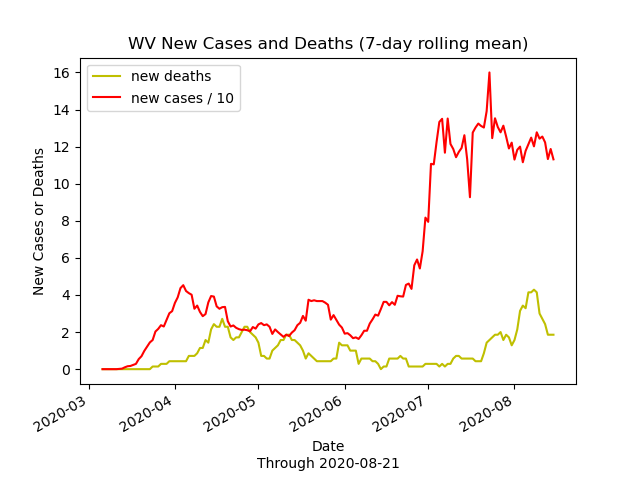 WV New Cases and Deaths (7-day rolling mean)
new deaths
new cases / 10
16
14
12
10
8
6
4
2
0
New Cases or Deaths
2020-03
2020-04
2020-05
2020-06
2020-07
2020-08
Date
Through 2020-08-21